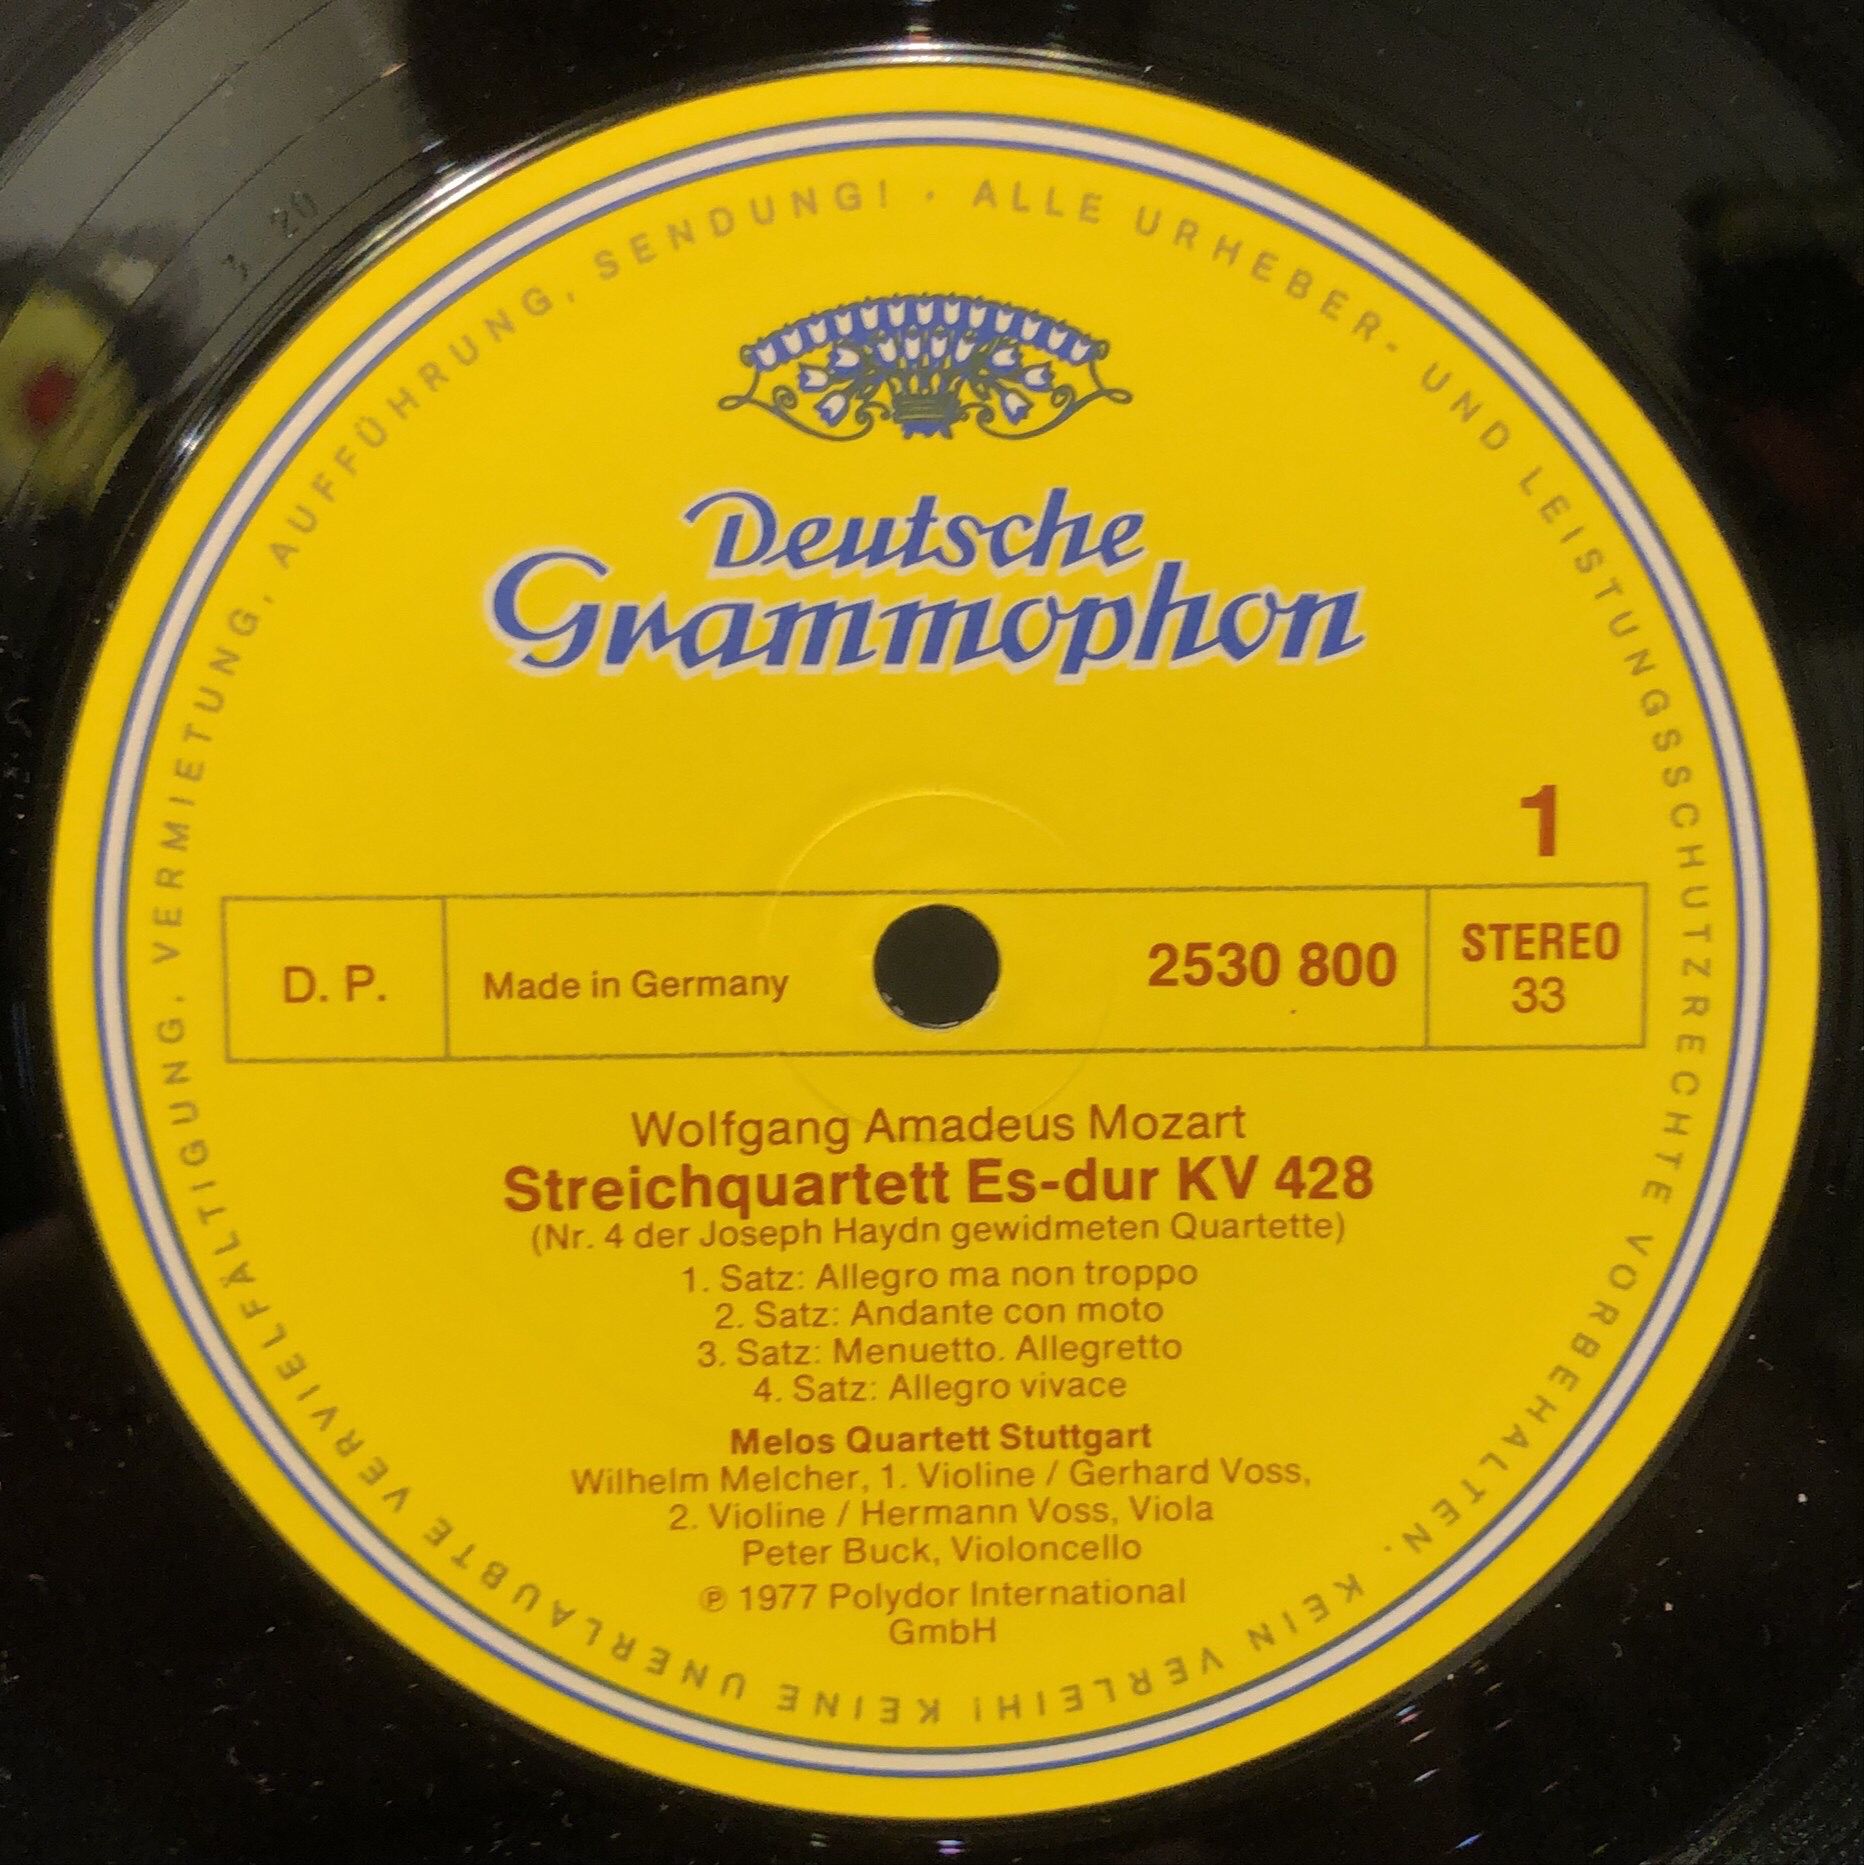 ALLE URHEBER- UND LEISTUNGSSCHUTZRECHTE VORBEHALTEN. KEIN VERLEIH! KEINE UNERLAUBTE VERVIELFÄLTIGUNG, VERMIETUNG, AUFFÜHRUNG, SENDUNG! ·
Deutsche
Grammophon
1
D. P.
Made in Germany
2530 800
STEREO
33
Wolfgang Amadeus Mozart
Streichquartett Es-dur KV 428
(Nr. 4 der Joseph Haydn gewidmeten Quartette)
1. Satz: Allegro ma non troppo
2. Satz: Andante con moto
3. Satz: Menuetto. Allegretto
4. Satz: Allegro vivace
Melos Quartett Stuttgart
Wilhelm Melcher, 1. Violine / Gerhard Voss,
2. Violine / Hermann Voss, Viola
Peter Buck, Violoncello
℗ 1977 Polydor International
GmbH